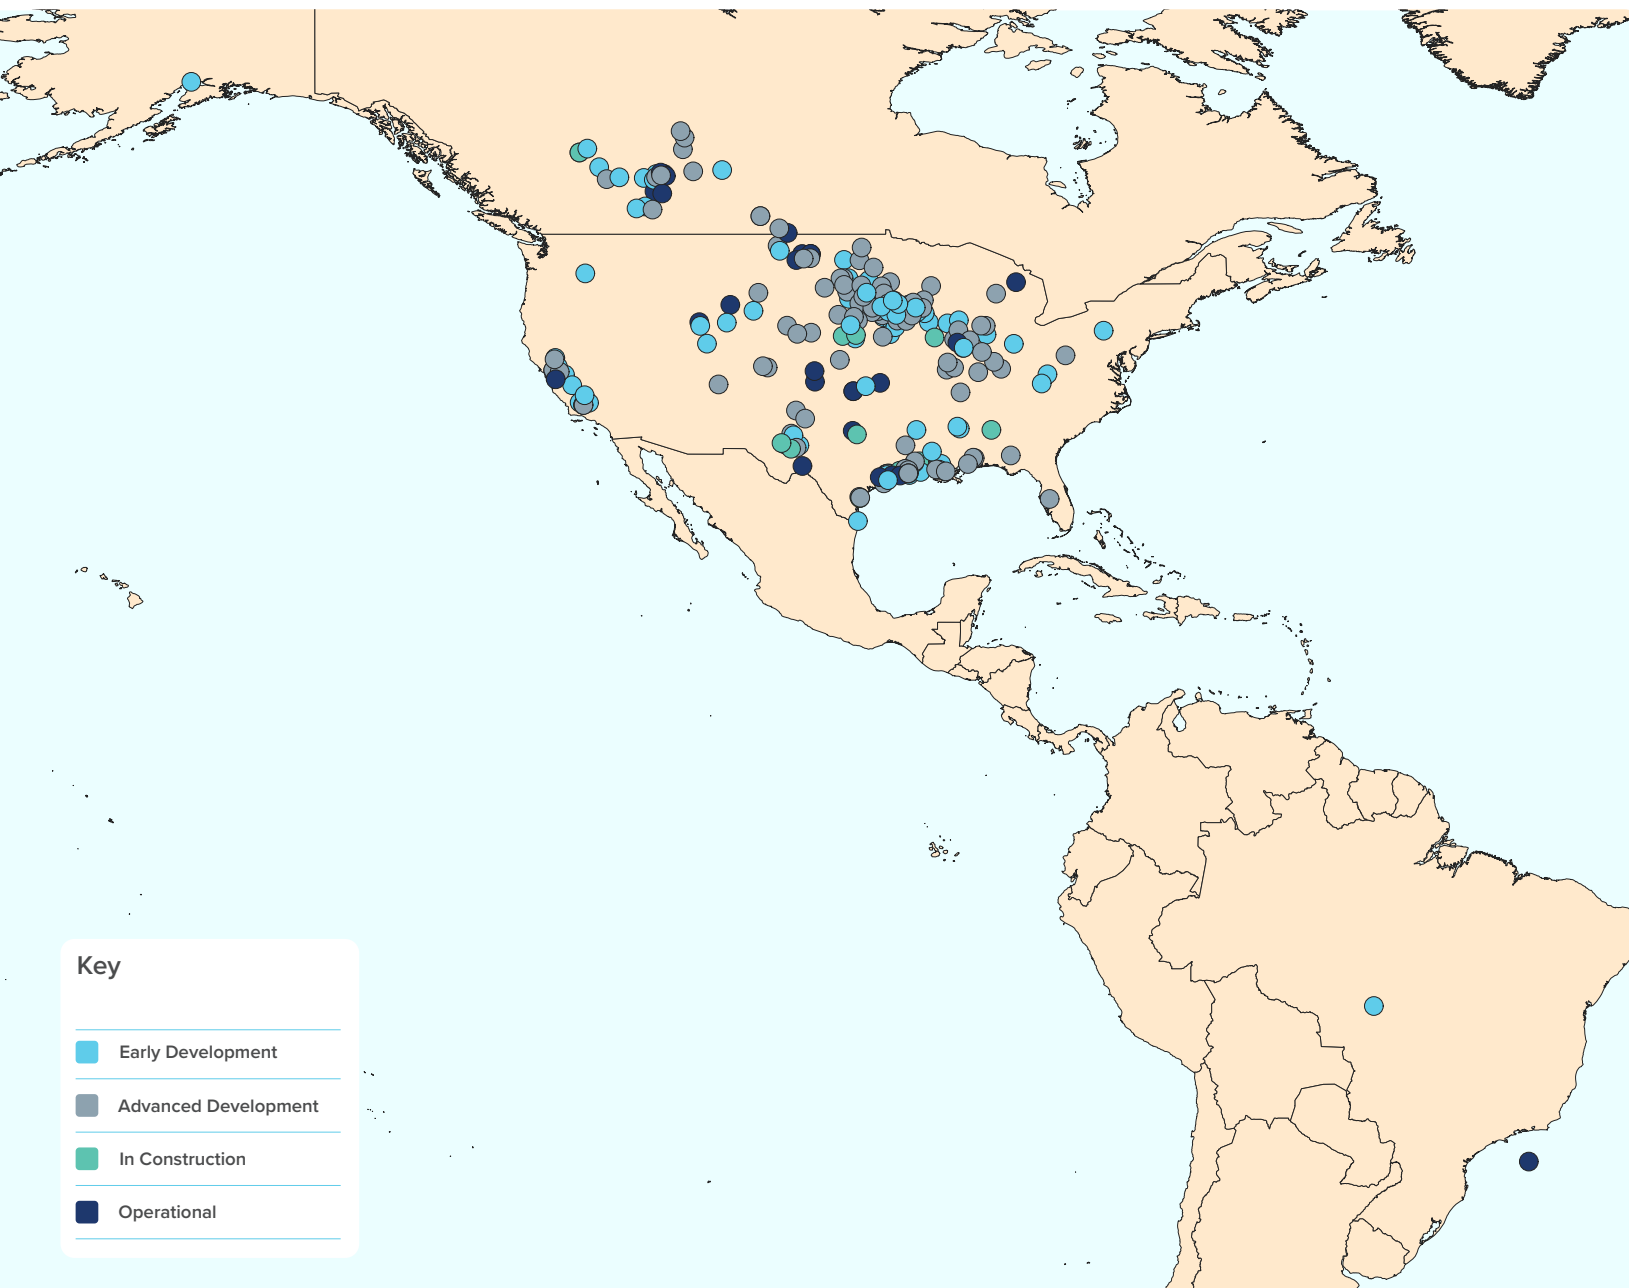 Key
Early Development
Advanced Development
In Construction
Operational